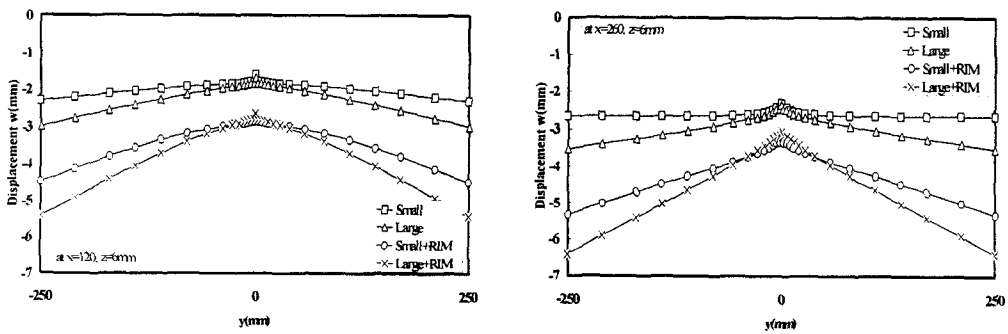 0
-1
-2
-3
-4
-5
-6
-7
Displacement w(mm)
Small
Large
Small+RIM
Large+RIM
at x=120, z=6mm
-250
0
250
y(mm)
0
-1
-2
-3
-4
-5
-6
-7
Displacement w(mm)
at x=260, z=6mm
Small
Large
Small+RIM
Large+RIM
-250
0
250
y(mm)